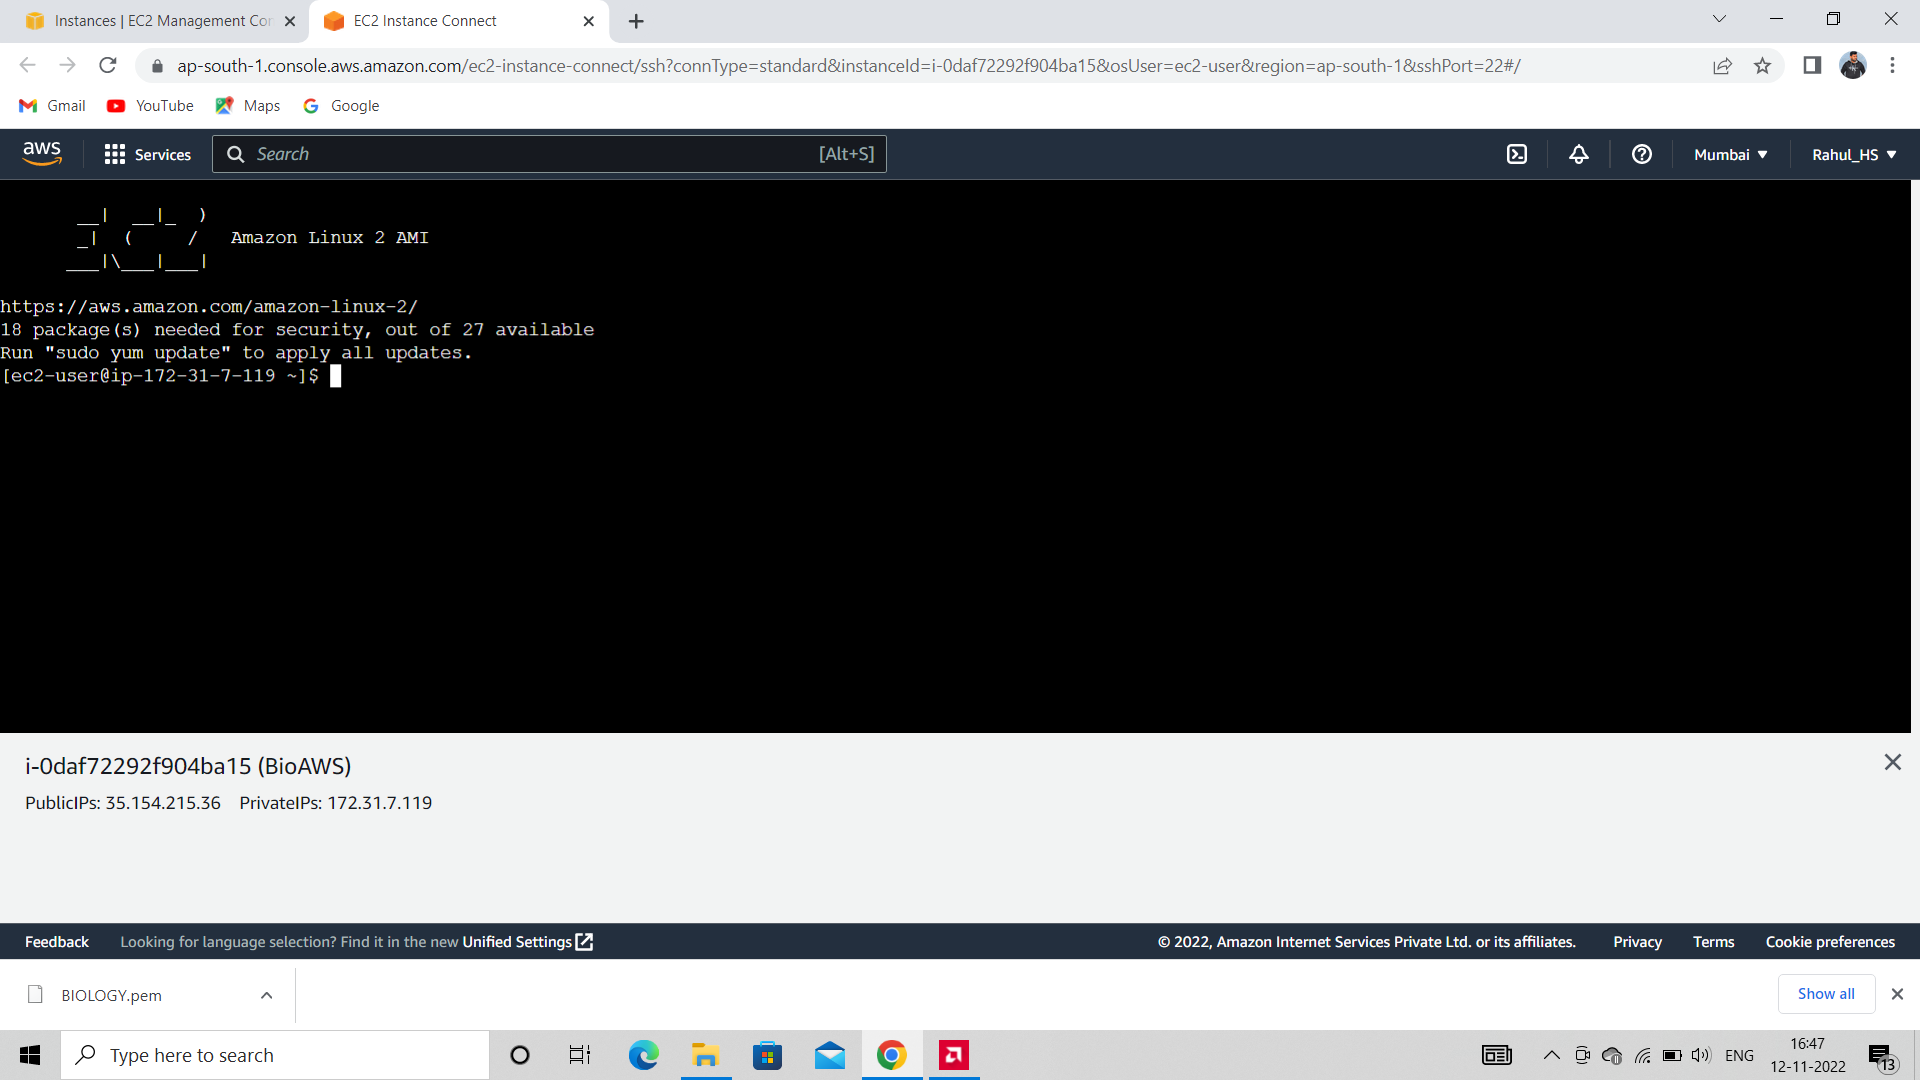 Instances | EC2 Management Con
EC2 Instance Connect
ap-south-1.console.aws.amazon.com/ec2-instance-connect/ssh?connType=standard&instanceId=i-0daf72292f904ba15&osUser=ec2-user&region=ap-south-1&sshPort=22#/
Gmail YouTube Maps Google
aws Services Search [Alt+S] Mumbai Rahul_HS
__|  __|_  )
_|  (     /   Amazon Linux 2 AMI
___|\___|___|
https://aws.amazon.com/amazon-linux-2/
18 package(s) needed for security, out of 27 available
Run "sudo yum update" to apply all updates.
[ec2-user@ip-172-31-7-119 ~]$
i-0daf72292f904ba15 (BioAWS)
PublicIPs: 35.154.215.36 PrivateIPs: 172.31.7.119
Feedback Looking for language selection? Find it in the new Unified Settings © 2022, Amazon Internet Services Private Ltd. or its affiliates. Privacy Terms Cookie preferences
BIOLOGY.pem Show all
Type here to search ENG 16:47
12-11-2022 13